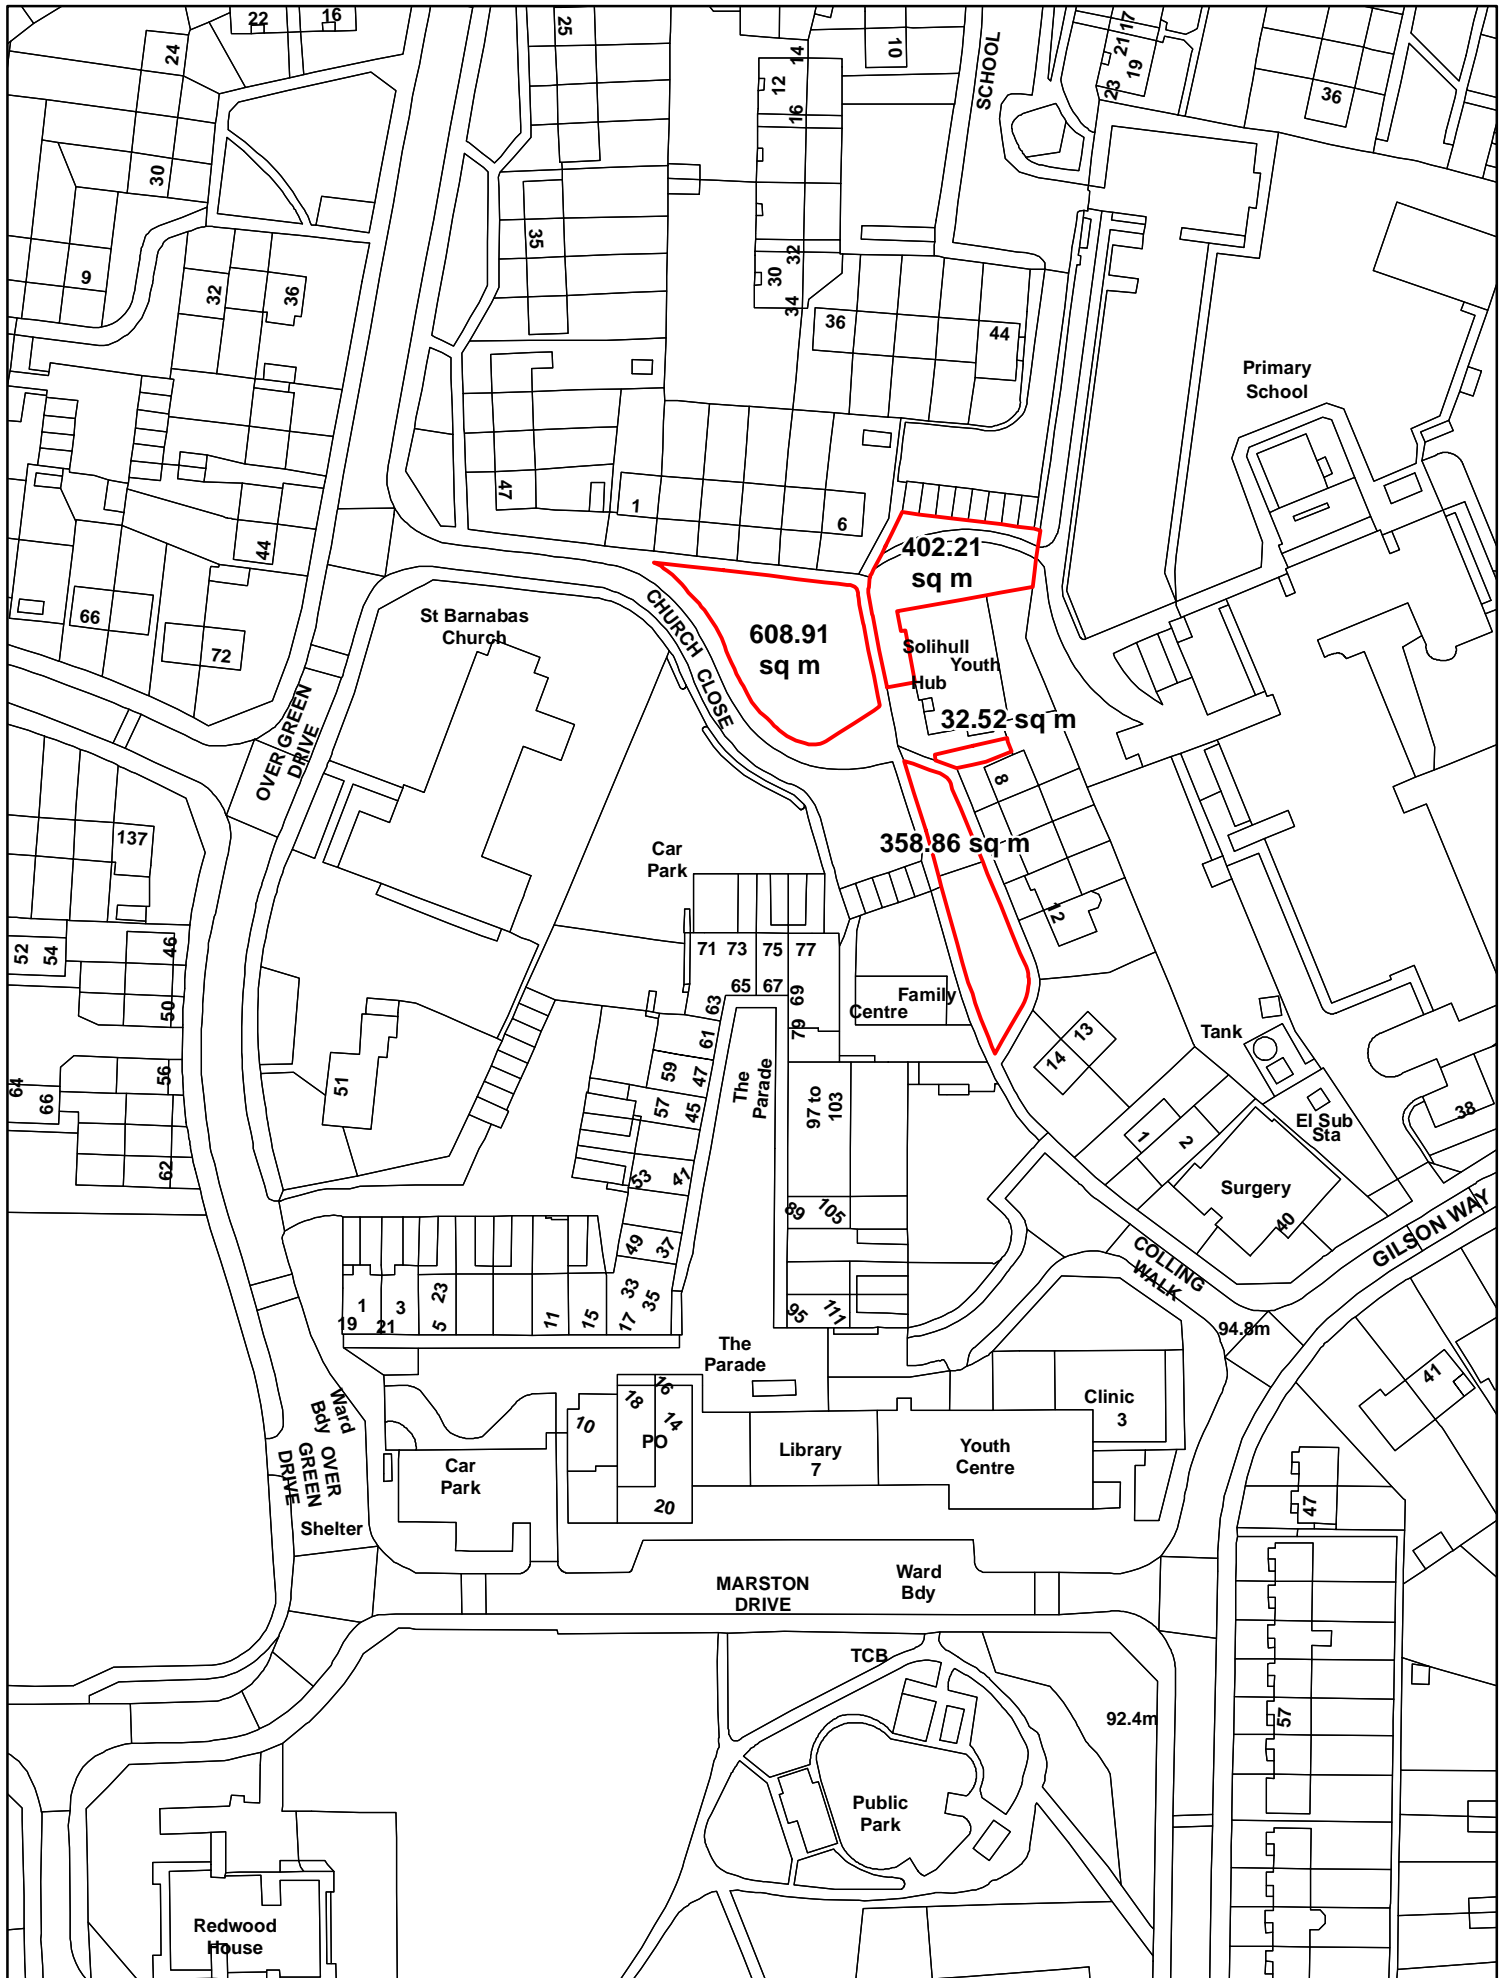 22
16
25
14
10
SCHOOL
17
21
19
23
24
12
16
36
30
35
9
32
36
32
30
34
36
44
Primary
School
47
1
6
44
402.21
sq m
66
72
St Barnabas
Church
CHURCH CLOSE
608.91
sq m
Solihull
Youth
Hub
OVER GREEN
DRIVE
32.52 sq m
8
137
358.86 sq m
Car
Park
12
52
54
46
50
71
73
75
77
65
67
69
63
79
61
Family
Centre
Tank
13
14
64
66
56
51
59
47
57
45
The
Parade
97 to
103
El Sub
Sta
38
1
2
62
53
41
89
105
Surgery
40
GILSON WAY
49
37
COLLING
WALK
1
3
23
33
35
19
21
5
11
15
17
95
111
94.8m
The
Parade
41
Ward
Bdy
18
16
14
10
PO
Clinic
3
OVER
GREEN
DRIVE
Car
Park
Library
7
Youth
Centre
20
47
Shelter
MARSTON
DRIVE
Ward
Bdy
TCB
92.4m
57
Public
Park
Redwood
House